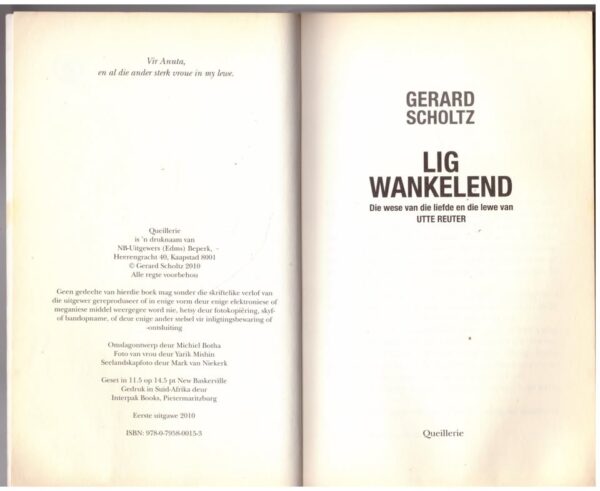 Vir Anuta,
en al die ander sterk vroue in my lewe.
Queillerie
is 'n druknaam van
NB-Uitgewers (Edms) Beperk,
Heerengracht 40, Kaapstad 8001
© Gerard Scholtz 2010
Alle regte voorbehou
Geen gedeelte van hierdie boek mag sonder die skriftelike verlof van
die uitgewer gereproduseer of in enige vorm deur enige elektroniese of
meganiese middel weergegee word nie, hetsy deur fotokopiëring, skyf-
of bandopname, of deur enige ander stelsel vir inligtingsbewaring of
-ontsluiting
Omslagontwerp deur Michiel Botha
Foto van vrou deur Yarik Mishin
Seelandskapfoto deur Mark van Niekerk
Geset in 11.5 op 14.5 pt New Baskerville
Gedruk in Suid-Afrika deur
Interpak Books, Pietermaritzburg
Eerste uitgawe 2010
ISBN: 978-0-7958-0015-3
GERARD
SCHOLTZ
LIG
WANKELEND
Die wese van die liefde en die lewe van
UTTE REUTER
Queillerie